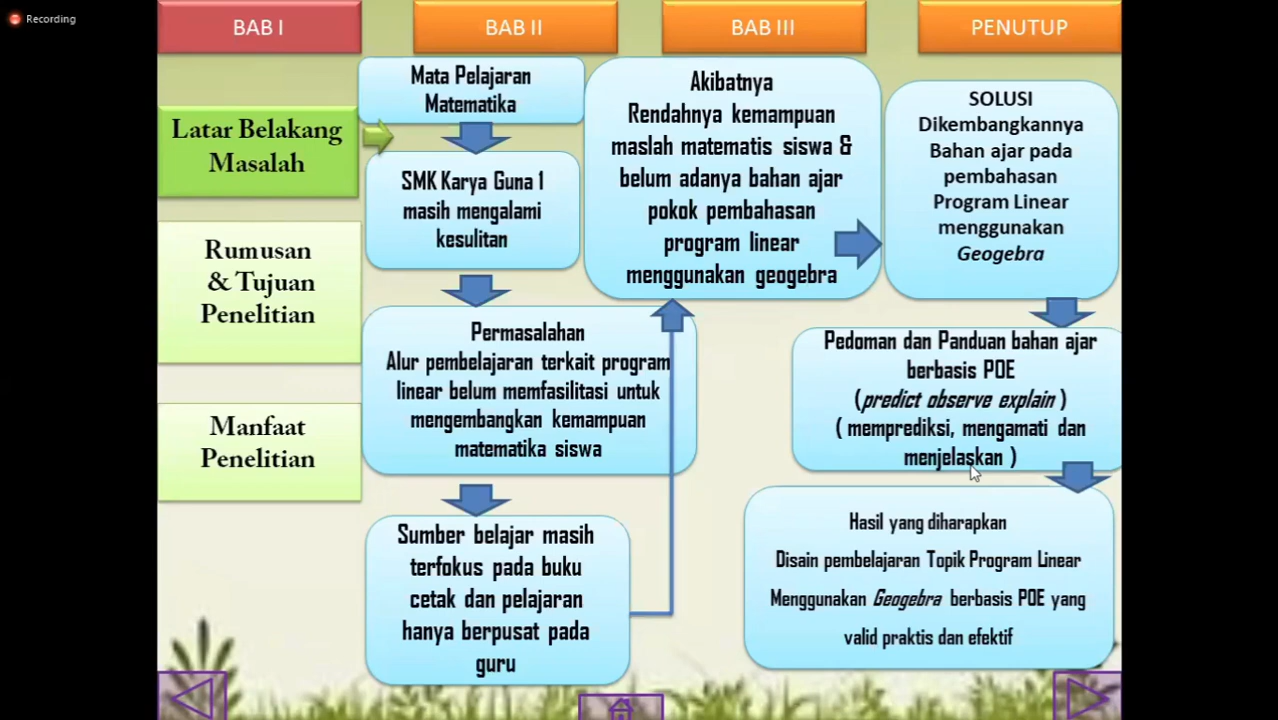 Recording
BAB I
BAB II
BAB III
PENUTUP
Latar Belakang
Masalah
Rumusan
& Tujuan
Penelitian
Manfaat
Penelitian
Mata Pelajaran
Matematika
SMK Karya Guna 1
masih mengalami
kesulitan
Permasalahan
Alur pembelajaran terkait program
linear belum memfasilitasi untuk
mengembangkan kemampuan
matematika siswa
Sumber belajar masih
terfokus pada buku
cetak dan pelajaran
hanya berpusat pada
guru
Akibatnya
Rendahnya kemampuan
maslah matematis siswa &
belum adanya bahan ajar
pokok pembahasan
program linear
menggunakan geogebra
SOLUSI
Dikembangkannya
Bahan ajar pada
pembahasan
Program Linear
menggunakan
Geogebra
Pedoman dan Panduan bahan ajar
berbasis POE
(predict observe explain )
( memprediksi, mengamati dan
menjelaskan )
Hasil yang diharapkan
Disain pembelajaran Topik Program Linear
Menggunakan Geogebra berbasis POE yang
valid praktis dan efektif